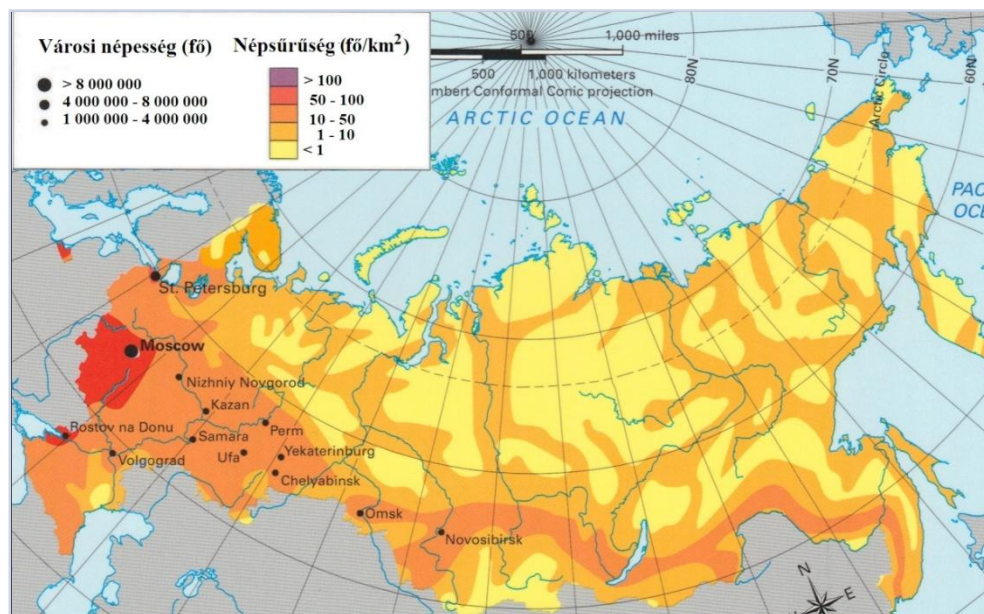 Városi népesség (fő)
> 8 000 000
4 000 000 - 8 000 000
1 000 000 - 4 000 000
Népsűrűség (fő/km²)
> 100
50 - 100
10 - 50
1 - 10
< 1
500
1,000 miles
500
1,000 kilometers
mbert Conformal Conic projection
ARCTIC OCEAN
80N
70N
Arctic Circle
60N
PAC
OCE
St. Petersburg
Moscow
Nizhniy Novgorod
Kazan
Rostov na Donu
Samara
Perm
Volgograd
Ufa
Yekaterinburg
Chelyabinsk
Omsk
Novosibirsk
N
E